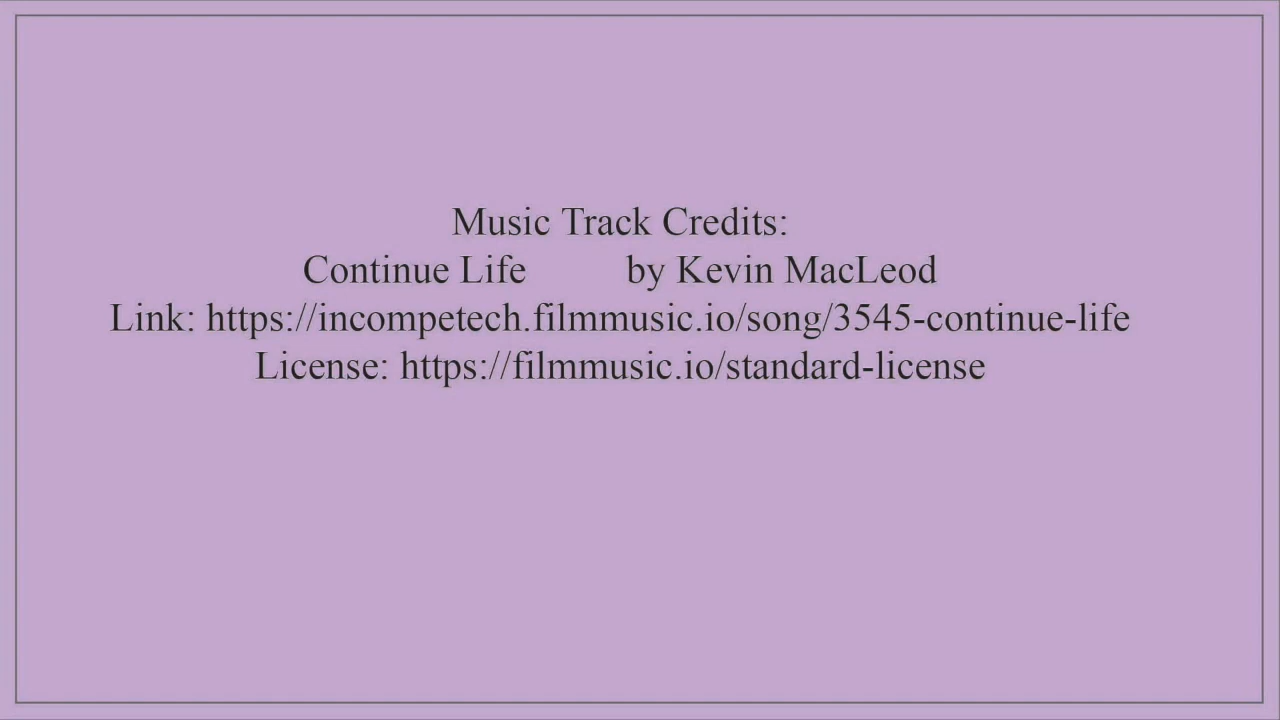 Music Track Credits:
Continue Life by Kevin MacLeod
Link: https://incompetech.filmmusic.io/song/3545-continue-life
License: https://filmmusic.io/standard-license